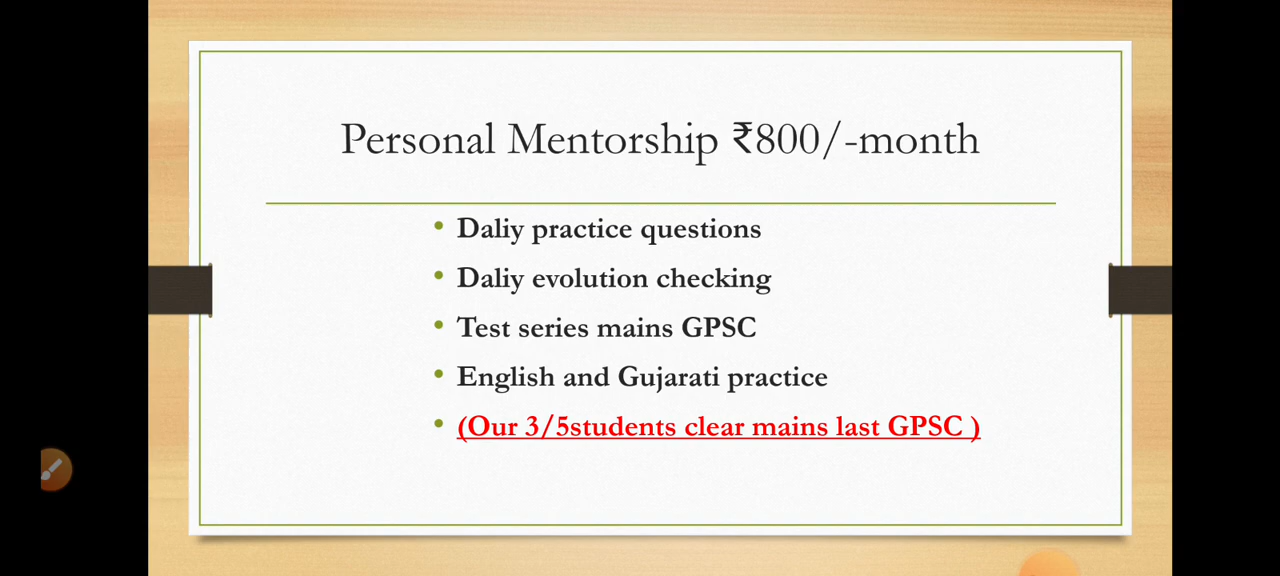 Personal Mentorship ₹800/-month
Daliy practice questions
Daliy evolution checking
Test series mains GPSC
English and Gujarati practice
(Our 3/5students clear mains last GPSC )